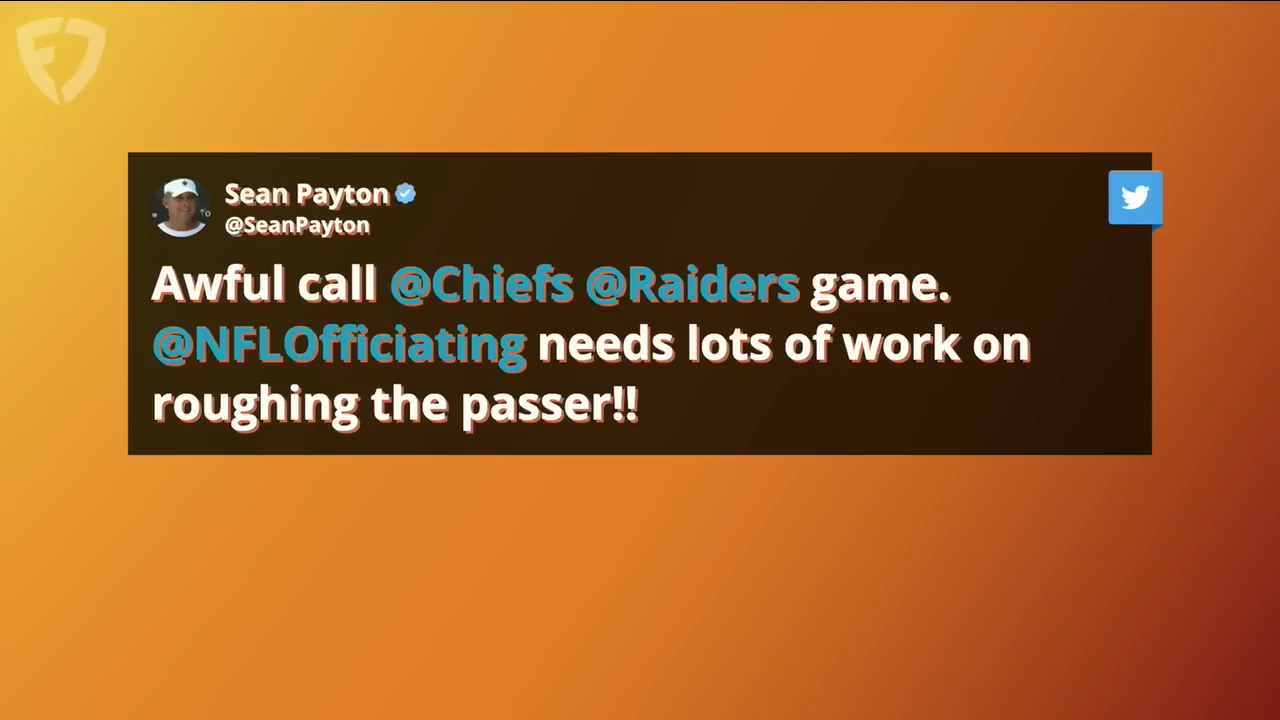 Sean Payton
@SeanPayton
Awful call @Chiefs @Raiders game.
@NFLOfficiating needs lots of work on
roughing the passer!!